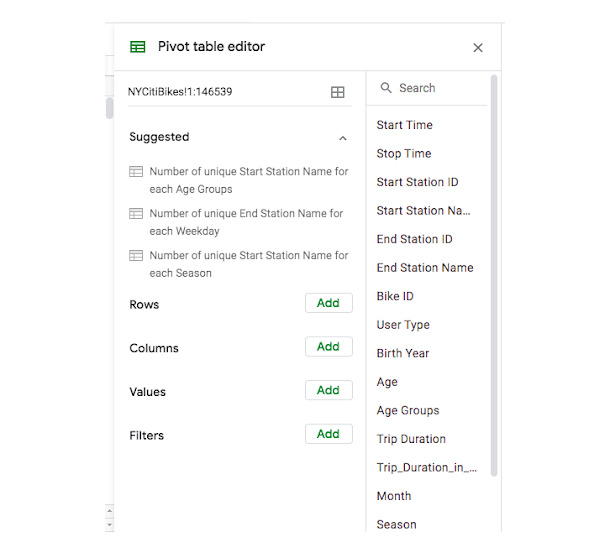 Pivot table editor
NYCitiBikes!1:146539
Suggested
Number of unique Start Station Name for
each Age Groups
Number of unique End Station Name for
each Weekday
Number of unique Start Station Name for
each Season
Rows
Add
Columns
Add
Values
Add
Filters
Add
Search
Start Time
Stop Time
Start Station ID
Start Station Na...
End Station ID
End Station Name
Bike ID
User Type
Birth Year
Age
Age Groups
Trip Duration
Trip_Duration_in_...
Month
Season